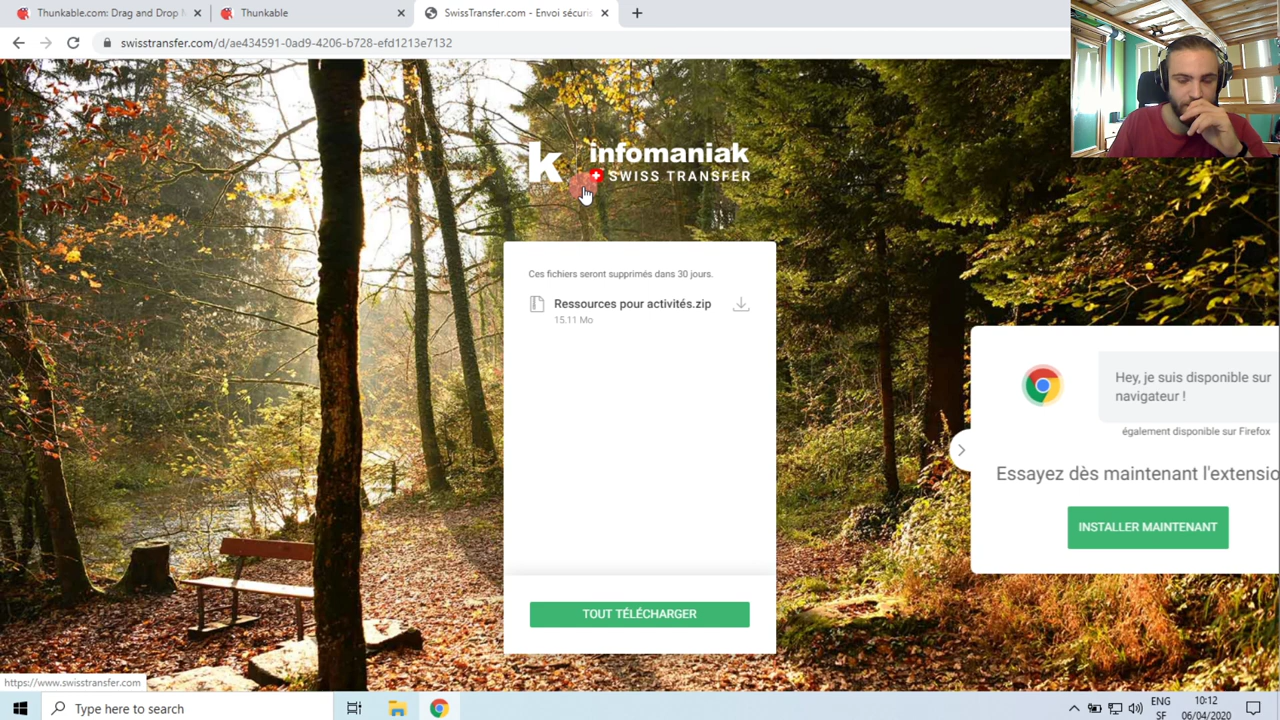 Thunkable.com: Drag and Drop
Thunkable
SwissTransfer.com - Envoi sécuris
swisstransfer.com/d/ae434591-0ad9-4206-b728-efd1213e7132
k infomaniak
SWISS TRANSFER
Ces fichiers seront supprimés dans 30 jours.
Ressources pour activités.zip
15.11 Mo
TOUT TÉLÉCHARGER
Hey, je suis disponible sur
navigateur !
également disponible sur Firefox
Essayez dès maintenant l'extensio
INSTALLER MAINTENANT
https://www.swisstransfer.com
Type here to search
ENG
SF
10:12
06/04/2020